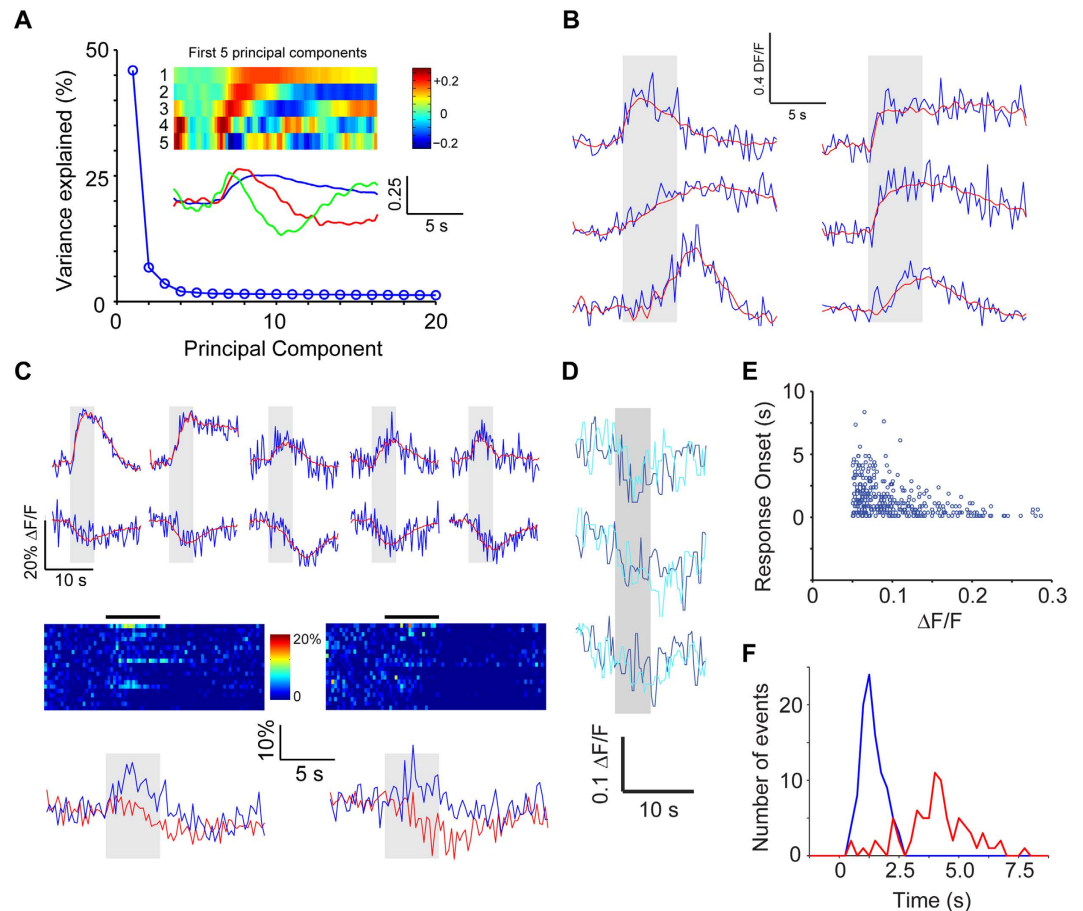 A
First 5 principal components
Variance explained (%)
50
25
0
1
2
3
4
5
+0.2
0
−0.2
0.25
5 s
0
10
20
Principal Component
B
0.4 DF/F
5 s
C
20% ΔF/F
10 s
20%
0
10%
5 s
D
0.1 ΔF/F
10 s
E
Response Onset (s)
10
5
0
0
0.1
0.2
0.3
ΔF/F
F
Number of events
20
10
0
0
2.5
5.0
7.5
Time (s)